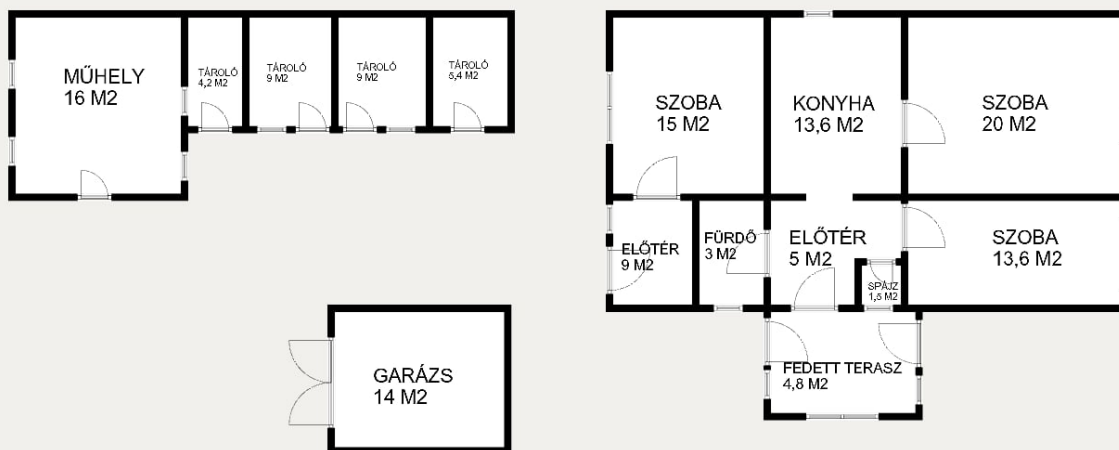 MŰHELY
16 M2
TÁROLÓ
4,2 M2
TÁROLÓ
9 M2
TÁROLÓ
9 M2
TÁROLÓ
5,4 M2
GARÁZS
14 M2
SZOBA
15 M2
KONYHA
13,6 M2
SZOBA
20 M2
ELŐTÉR
9 M2
FÜRDŐ
3 M2
ELŐTÉR
5 M2
SZOBA
13,6 M2
SPÁJZ
1,5 M2
FEDETT TERASZ
4,8 M2